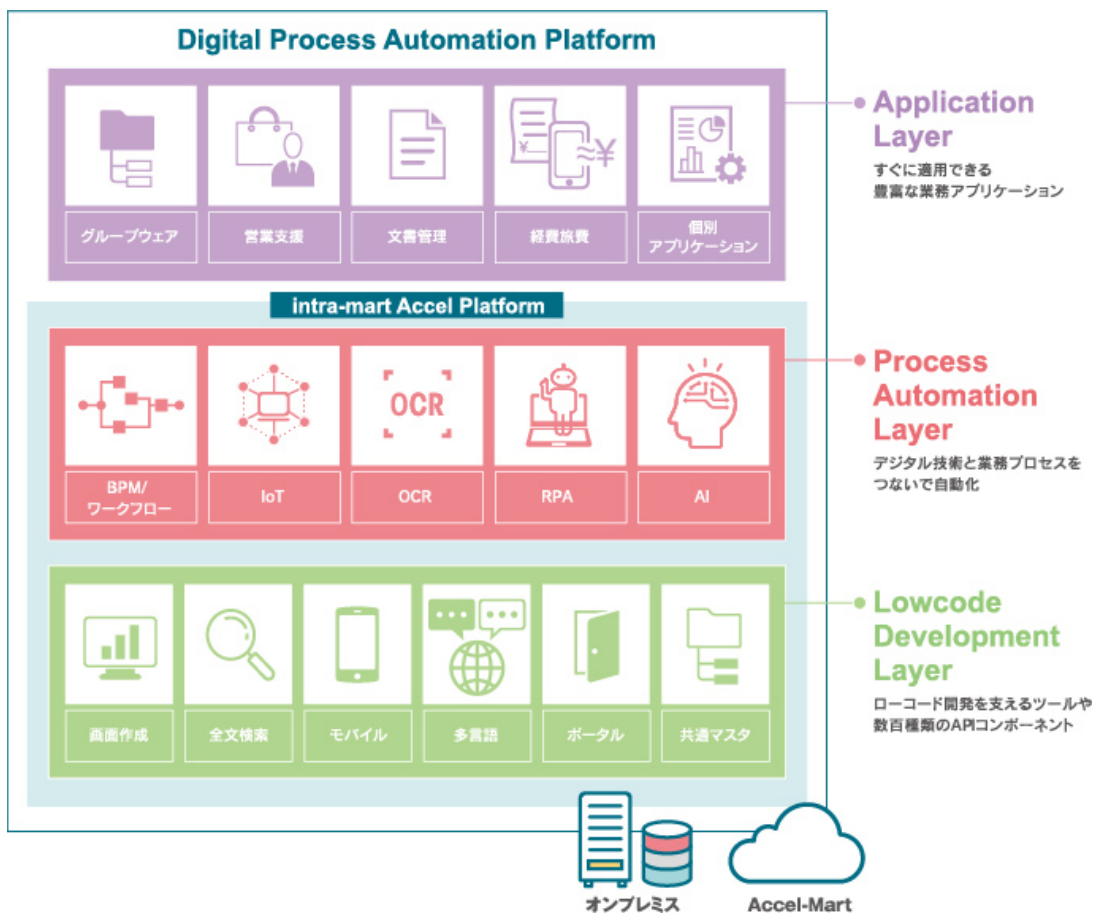 Digital Process Automation Platform
グループウェア
営業支援
文書管理
経費旅費
個別
アプリケーション
Application
Layer
すぐに適用できる
豊富な業務アプリケーション
intra-mart Accel Platform
OCR
BPM/
ワークフロー
IoT
OCR
RPA
AI
Process
Automation
Layer
デジタル技術と業務プロセスを
つないで自動化
画面作成
全文検索
モバイル
多言語
ポータル
共通マスタ
Lowcode
Development
Layer
ローコード開発を支えるツールや
数百種類のAPIコンポーネント
オンプレミス
Accel-Mart